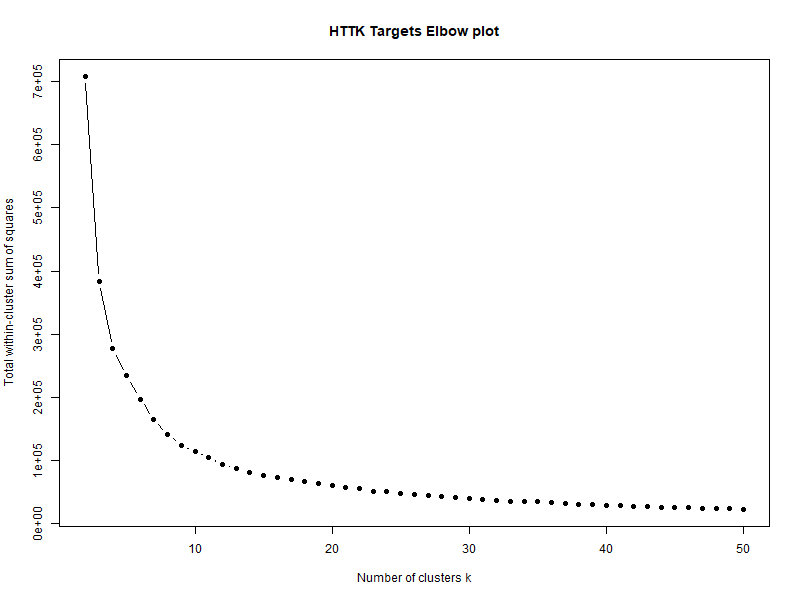 HTTK Targets Elbow plot
Total within-cluster sum of squares
7e+05
6e+05
5e+05
4e+05
3e+05
2e+05
1e+05
0e+00
10
20
30
40
50
Number of clusters k